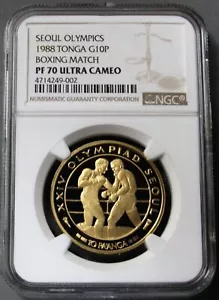 SEOUL OLYMPICS
1988 TONGA G10P
BOXING MATCH
PF 70 ULTRA CAMEO
4714249-002
NGC
NUMISMATIC GUARANTY CORPORATION
XXIV OLYMPIAD SEOUL
TO PA'ANGA